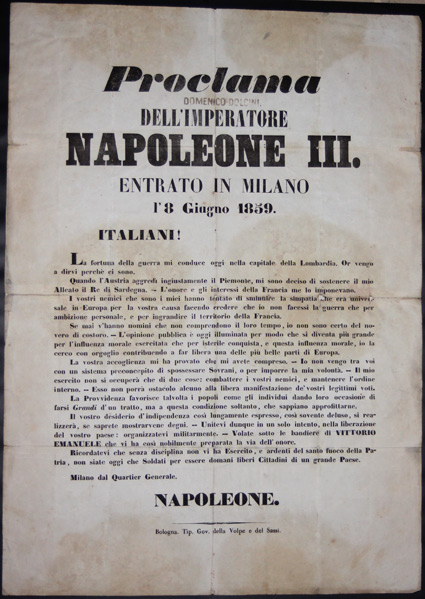 Proclama
DOMENICO DOLFINI,
DELL'IMPERATORE
NAPOLEONE III.
ENTRATO IN MILANO
l'8 Giugno 1859.
ITALIANI!
La fortuna della guerra mi conduce oggi nella capitale della Lombardia. Or vengo
a dirvi perchè ci sono.
Quando l'Austria aggredì ingiustamente il Piemonte, mi sono deciso di sostenere il mio
Alleato il Re di Sardegna. — L'onore e gli interessi della Francia me lo imponevano.
I vostri nemici che sono i miei hanno tentato di sminuire la simpatia che era univer-
sale in Europa per la vostra causa facendo credere che io non facessi la guerra che per
ambizione personale, e per ingrandire il territorio della Francia.
Se mai v'hanno uomini che non comprendono il loro tempo, io non sono certo del no-
vero di costoro. — L'opinione pubblica è oggi illuminata per modo che si diventa più grande
per l'influenza morale esercitata che per isterile conquista, e questa influenza morale, io la
cerco con orgoglio contribuendo a far libera una delle più belle parti di Europa.
La vostra accoglienza mi ha provato che mi avete compreso. — Io non vengo tra voi
con un sistema preconcepito di spossessare Sovrani, o per imporre la mia volontà. — Il mio
esercito non si occuperà che di due cose: combattere i vostri nemici, e mantenere l'ordine
interno. — Esso non porrà ostacolo alcuno alla libera manifestazione de' vostri legittimi voti.
La Provvidenza favorisce talvolta i popoli come gli individui dando loro occasione di
farsi Grandi d'un tratto, ma a questa condizione soltanto, che sappiano approfittarne.
Il vostro desiderio d'indipendenza così lungamente espresso, così sovente deluso, si rea-
lizzerà, se saprete mostrarvene degni. — Unitevi dunque in un solo intento, nella liberazione
del vostro paese: organizzatevi militarmente. — Volate sotto le bandiere di VITTORIO
EMANUELE che vi ha così nobilmente preparata la via dell'onore.
Ricordatevi che senza disciplina non vi ha Esercito, e ardenti del santo fuoco della Pa-
tria, non siate oggi che Soldati per essere domani liberi Cittadini di un grande Paese.
Milano dal Quartier Generale.
NAPOLEONE.
Bologna. Tip. Gov. della Volpe e del Sassi.